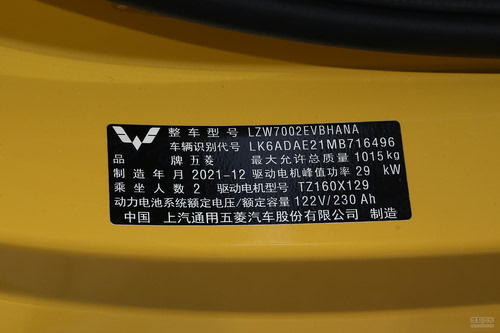 整车型号 LZW7002EVBHANA
车辆识别代号 LK6ADAE21MB716496
品牌 五菱 最大允许总质量 1015kg
制造年月 2021-12 驱动电机峰值功率 29 kW
乘坐人数 2 驱动电机型号 TZ160X129
动力电池系统额定电压/额定容量 122V/230 Ah
中国 上汽通用五菱汽车股份有限公司 制造